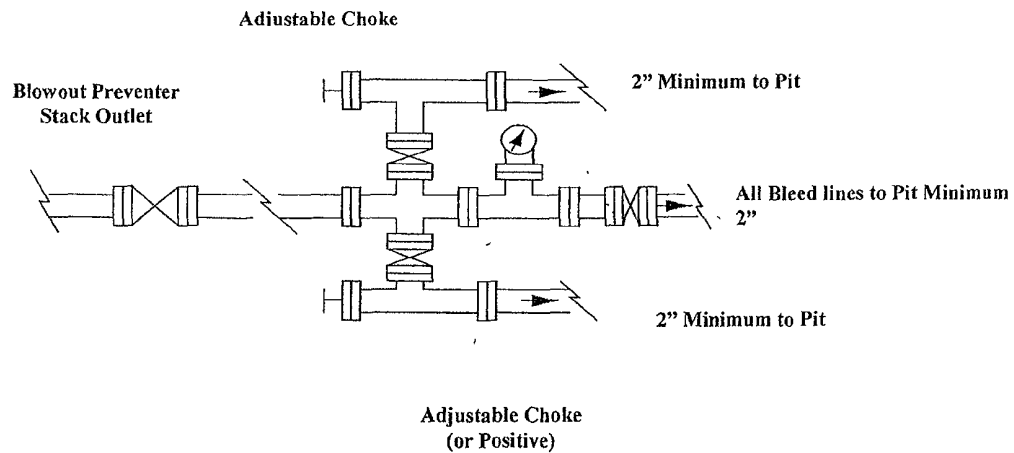 Adjustable Choke
2” Minimum to Pit
Blowout Preventer
Stack Outlet
All Bleed lines to Pit Minimum
2”
2” Minimum to Pit
Adjustable Choke
(or Positive)